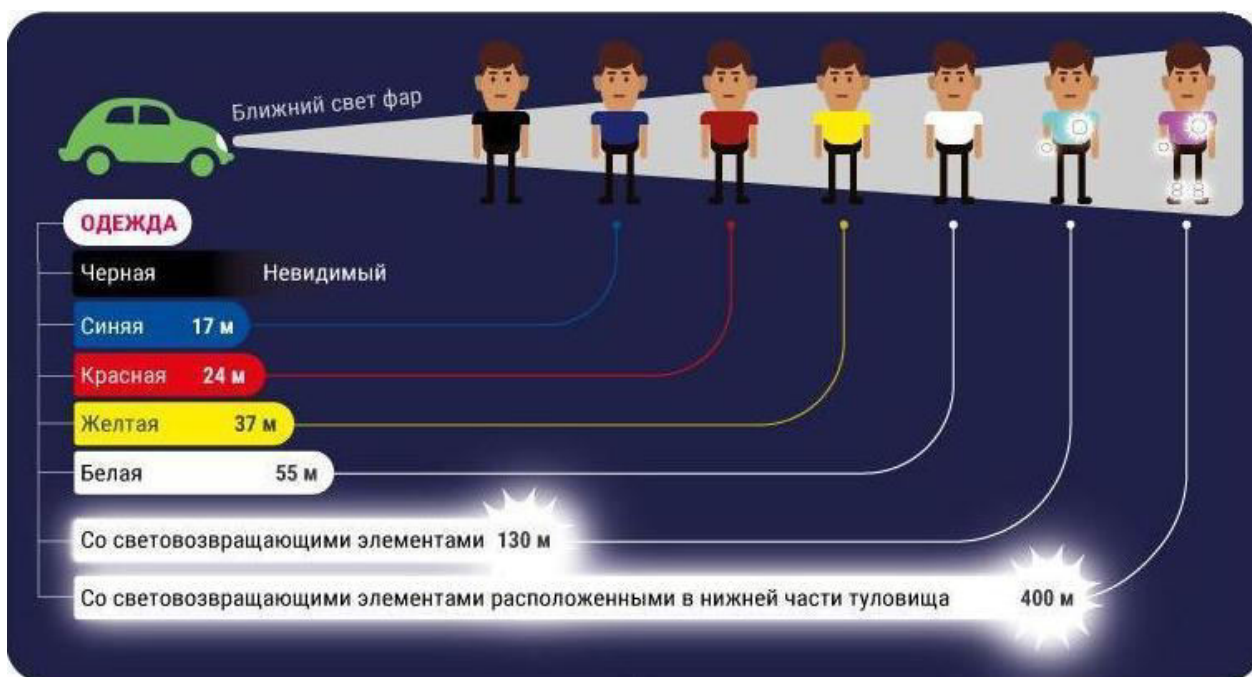 Ближний свет фар
ОДЕЖДА
Черная Невидимый
Синяя 17 м
Красная 24 м
Желтая 37 м
Белая 55 м
Со световозвращающими элементами 130 м
Со световозвращающими элементами расположенными в нижней части туловища 400 м